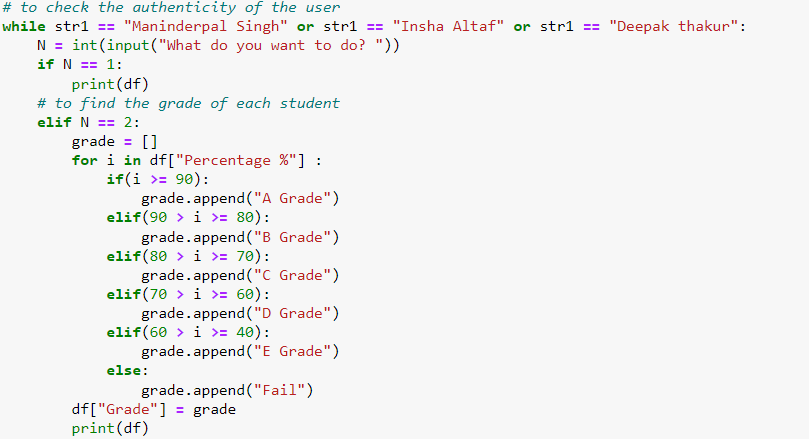 # to check the authenticity of the user
while str1 == "Maninderpal Singh" or str1 == "Insha Altaf" or str1 == "Deepak thakur":
    N = int(input("What do you want to do? "))
    if N == 1:
        print(df)
    # to find the grade of each student
    elif N == 2:
        grade = []
        for i in df["Percentage %"] :
            if(i >= 90):
                grade.append("A Grade")
            elif(90 > i >= 80):
                grade.append("B Grade")
            elif(80 > i >= 70):
                grade.append("C Grade")
            elif(70 > i >= 60):
                grade.append("D Grade")
            elif(60 > i >= 40):
                grade.append("E Grade")
            else:
                grade.append("Fail")
        df["Grade"] = grade
        print(df)